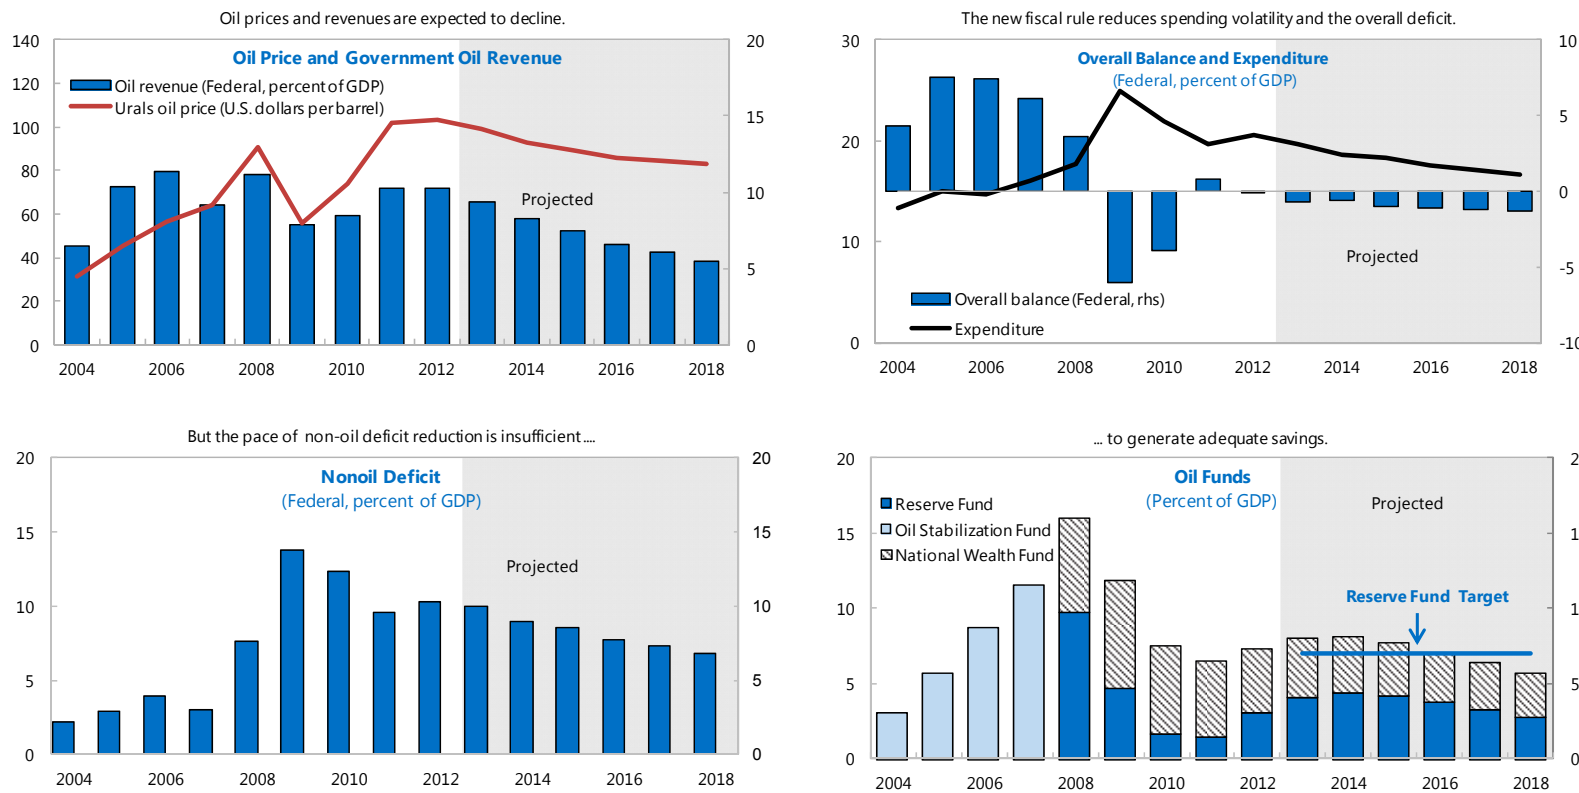 Oil prices and revenues are expected to decline.
Oil Price and Government Oil Revenue
Oil revenue (Federal, percent of GDP)
Urals oil price (U.S. dollars per barrel)
Projected
140
120
100
80
60
40
20
0
20
15
10
5
0
2004 2006 2008 2010 2012 2014 2016 2018
The new fiscal rule reduces spending volatility and the overall deficit.
Overall Balance and Expenditure
(Federal, percent of GDP)
Projected
Overall balance (Federal, rhs)
Expenditure
30
20
10
0
10
5
0
-5
-10
2004 2006 2008 2010 2012 2014 2016 2018
But the pace of non-oil deficit reduction is insufficient....
Nonoil Deficit
(Federal, percent of GDP)
Projected
20
15
10
5
0
20
15
10
5
0
2004 2006 2008 2010 2012 2014 2016 2018
... to generate adequate savings.
Oil Funds
(Percent of GDP)
Projected
Reserve Fund
Oil Stabilization Fund
National Wealth Fund
Reserve Fund Target
20
15
10
5
0
2
1
1
5
0
2004 2006 2008 2010 2012 2014 2016 2018